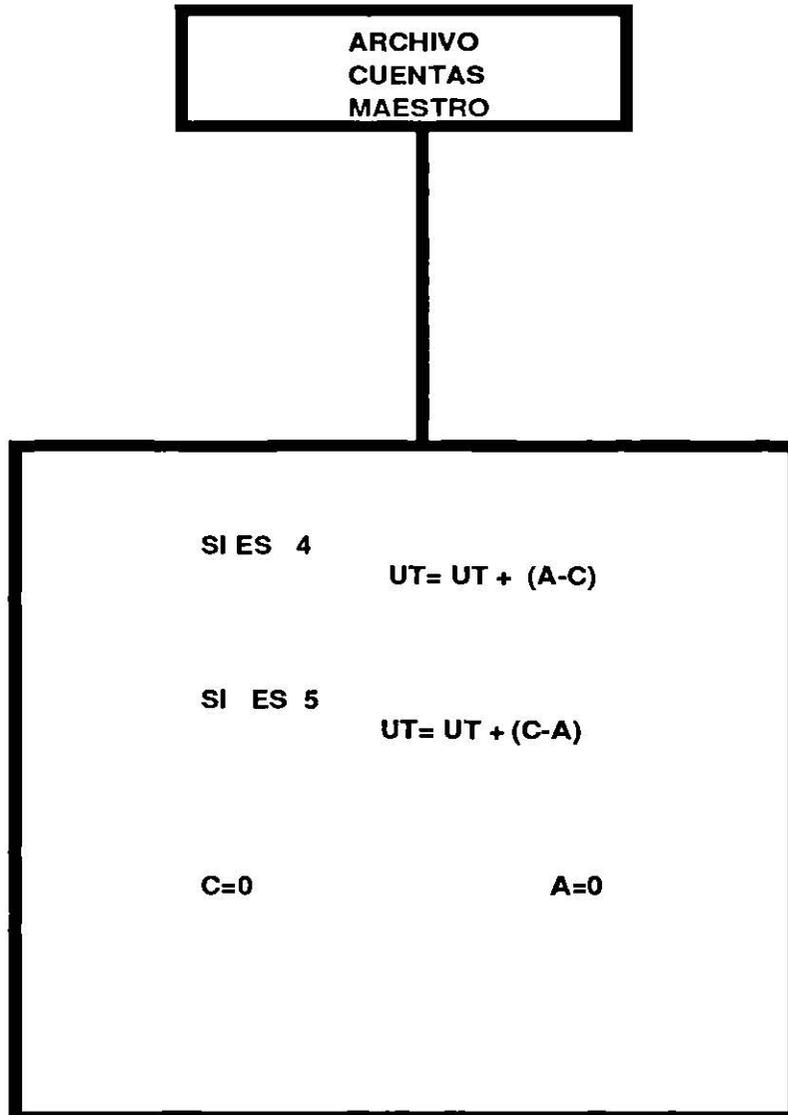 ARCHIVO
CUENTAS
MAESTRO
SI ES 4
UT= UT + (A-C)
SI ES 5
UT= UT + (C-A)
C=0 A=0